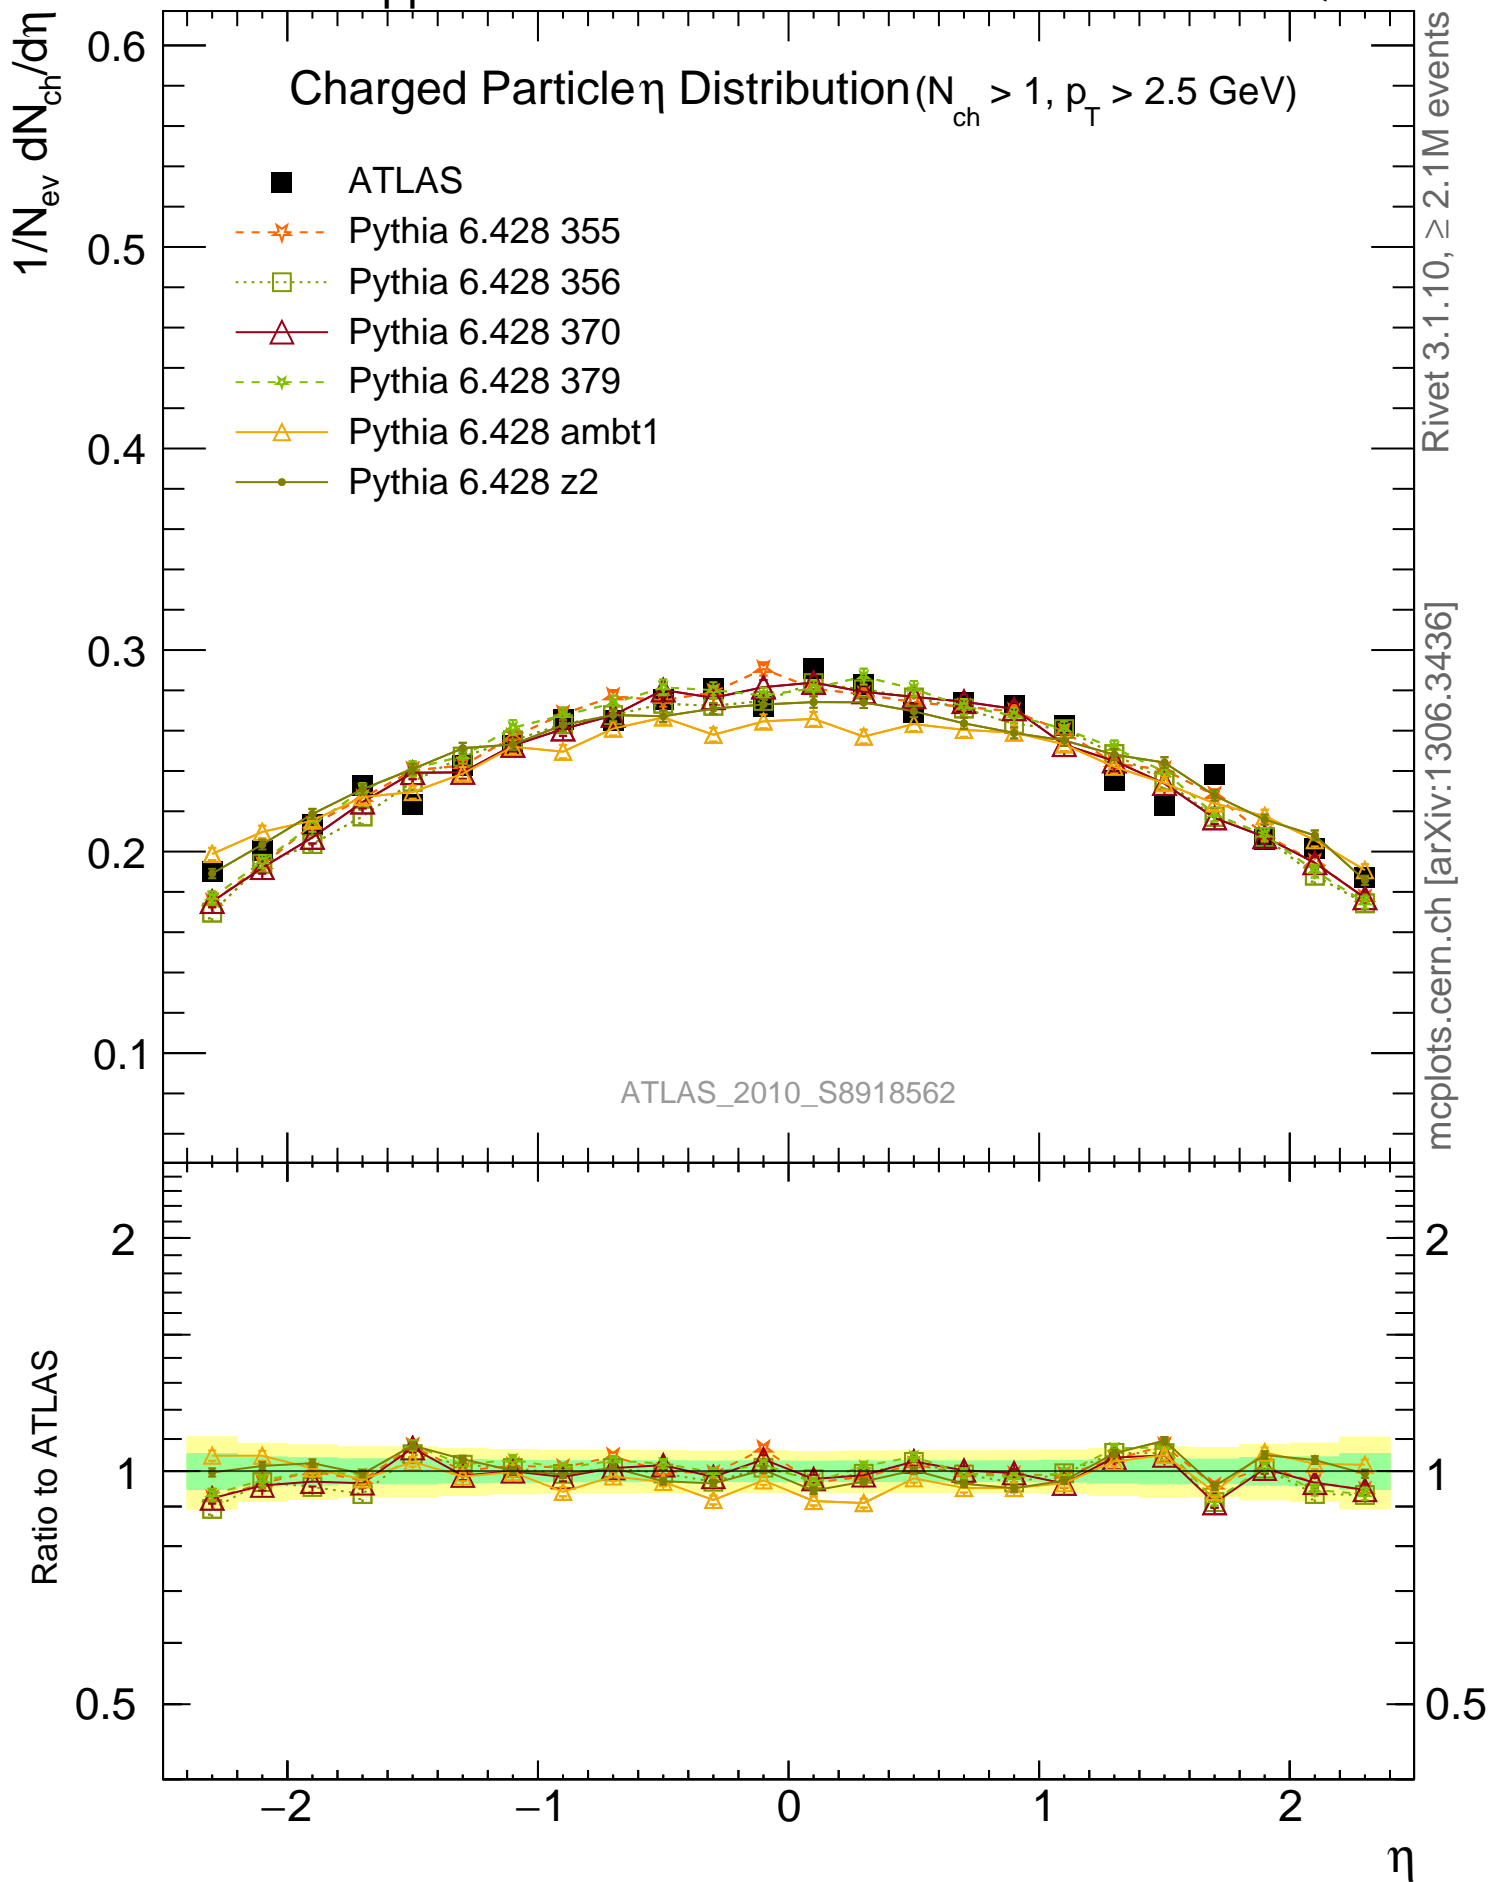 1/N_ev dN_ch/dη
Charged Particle η Distribution (N_ch > 1, p_T > 2.5 GeV)
ATLAS
Pythia 6.428 355
Pythia 6.428 356
Pythia 6.428 370
Pythia 6.428 379
Pythia 6.428 ambt1
Pythia 6.428 z2
0.6
0.5
0.4
0.3
0.2
0.1
ATLAS_2010_S8918562
Rivet 3.1.10, ≥ 2.1M events
mcplots.cern.ch [arXiv:1306.3436]
Ratio to ATLAS
2
1
0.5
2
1
0.5
−2
−1
0
1
2
η